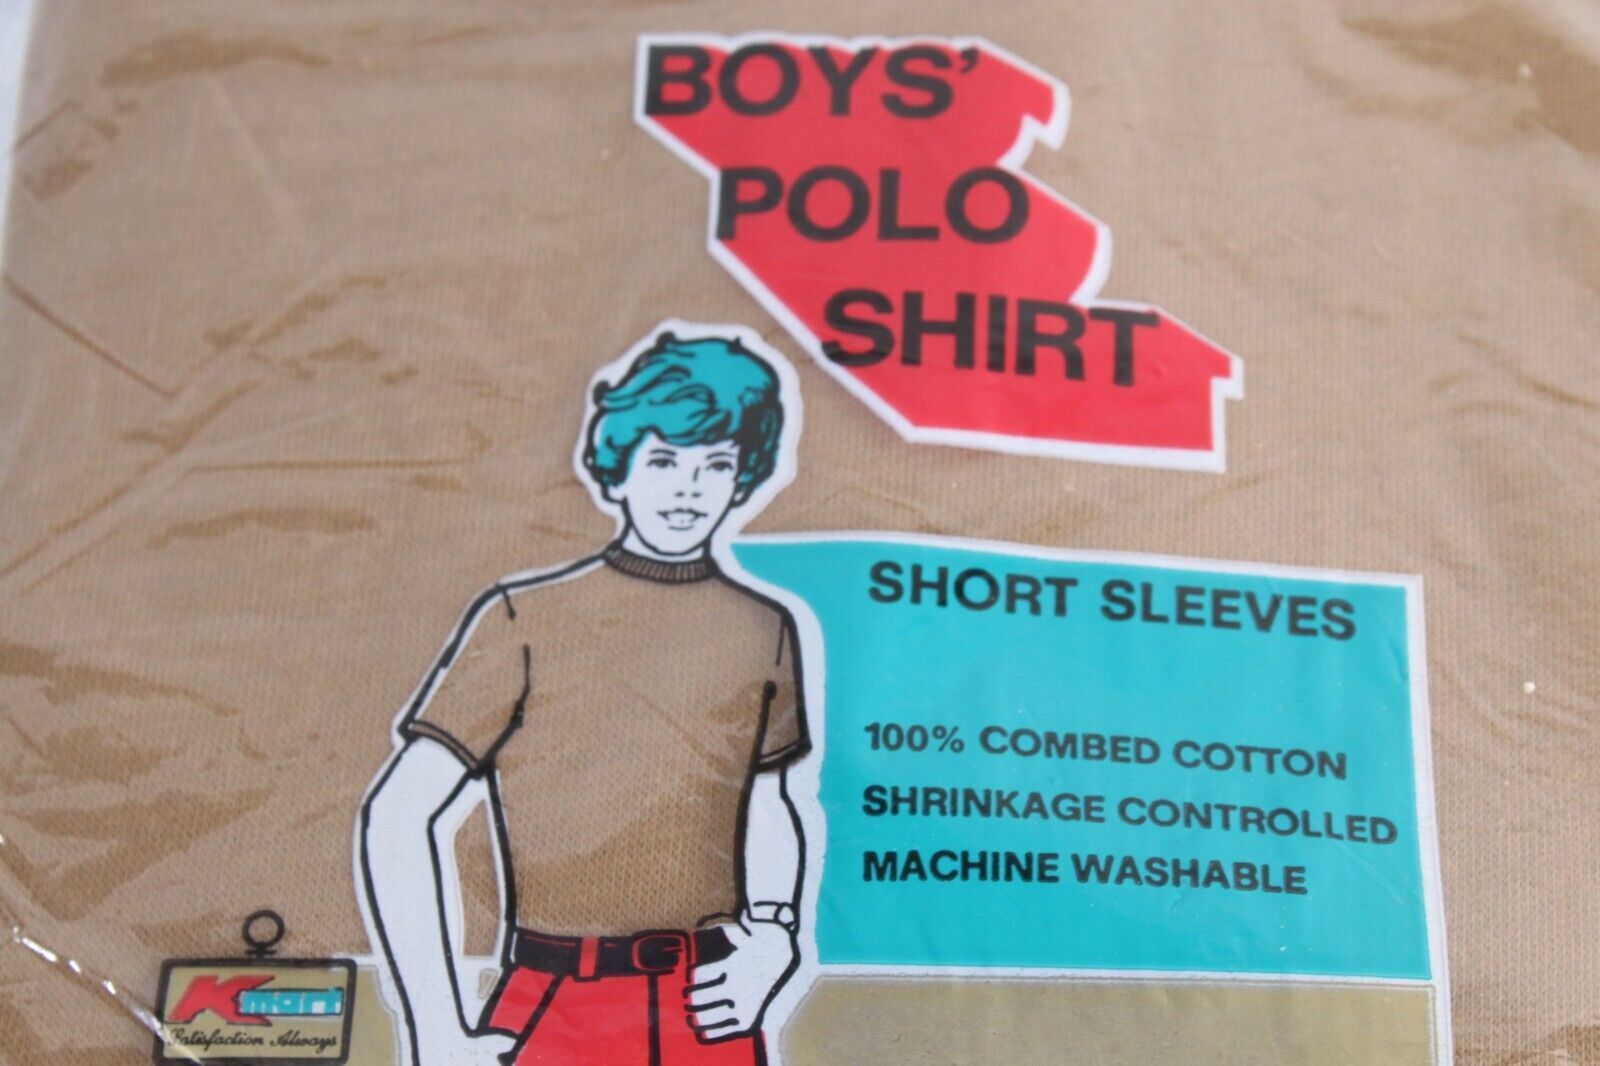 BOYS'
POLO
SHIRT
SHORT SLEEVES
100% COMBED COTTON
SHRINKAGE CONTROLLED
MACHINE WASHABLE
Kmart
Satisfaction Always